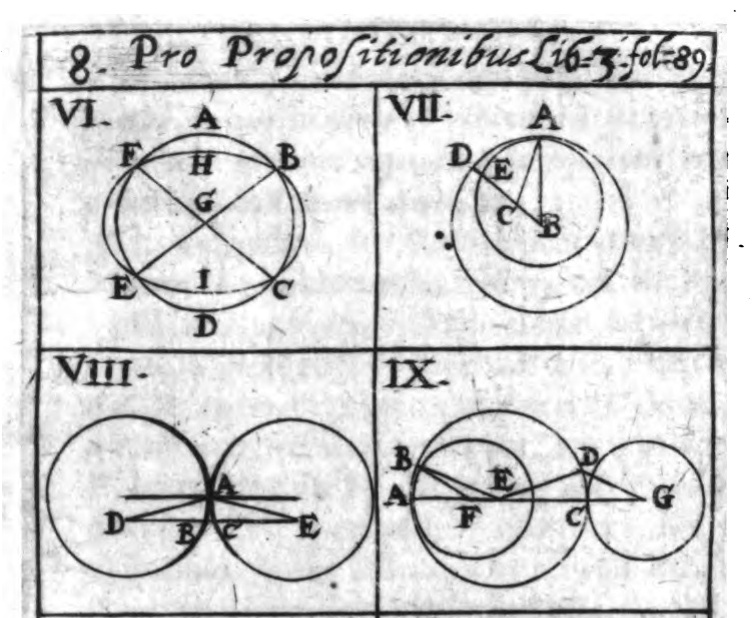 8. Pro Propositionibus Lib. 3. fol. 89.
VI.
A
F B
H
G
E I C
D
VII.
A
D E
C
B
VIII.
A
D B C E
IX.
B E D
A F C G